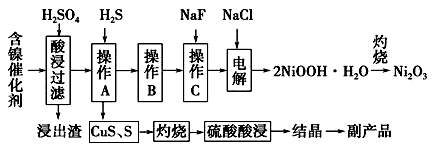 H₂SO₄ H₂S NaF NaCl
含镍催化剂 酸浸过滤 操作A 操作B 操作C 电解 2NiOOH·H₂O 灼烧 Ni₂O₃
浸出渣 CuS、S 灼烧 硫酸酸浸 结晶 副产品